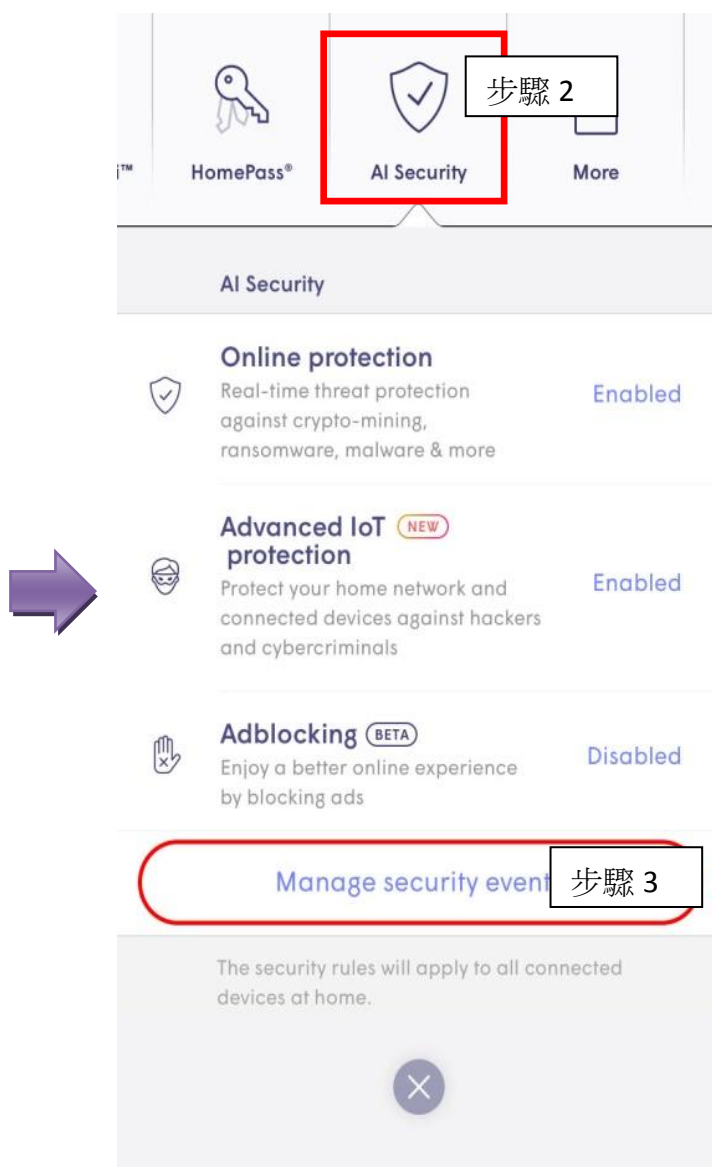 步驟 2
i™
HomePass®
AI Security
More
AI Security
Online protection
Real-time threat protection
against crypto-mining,
ransomware, malware & more
Enabled
Advanced IoT NEW
protection
Protect your home network and
connected devices against hackers
and cybercriminals
Enabled
Adblocking BETA
Enjoy a better online experience
by blocking ads
Disabled
Manage security event
步驟 3
The security rules will apply to all connected
devices at home.